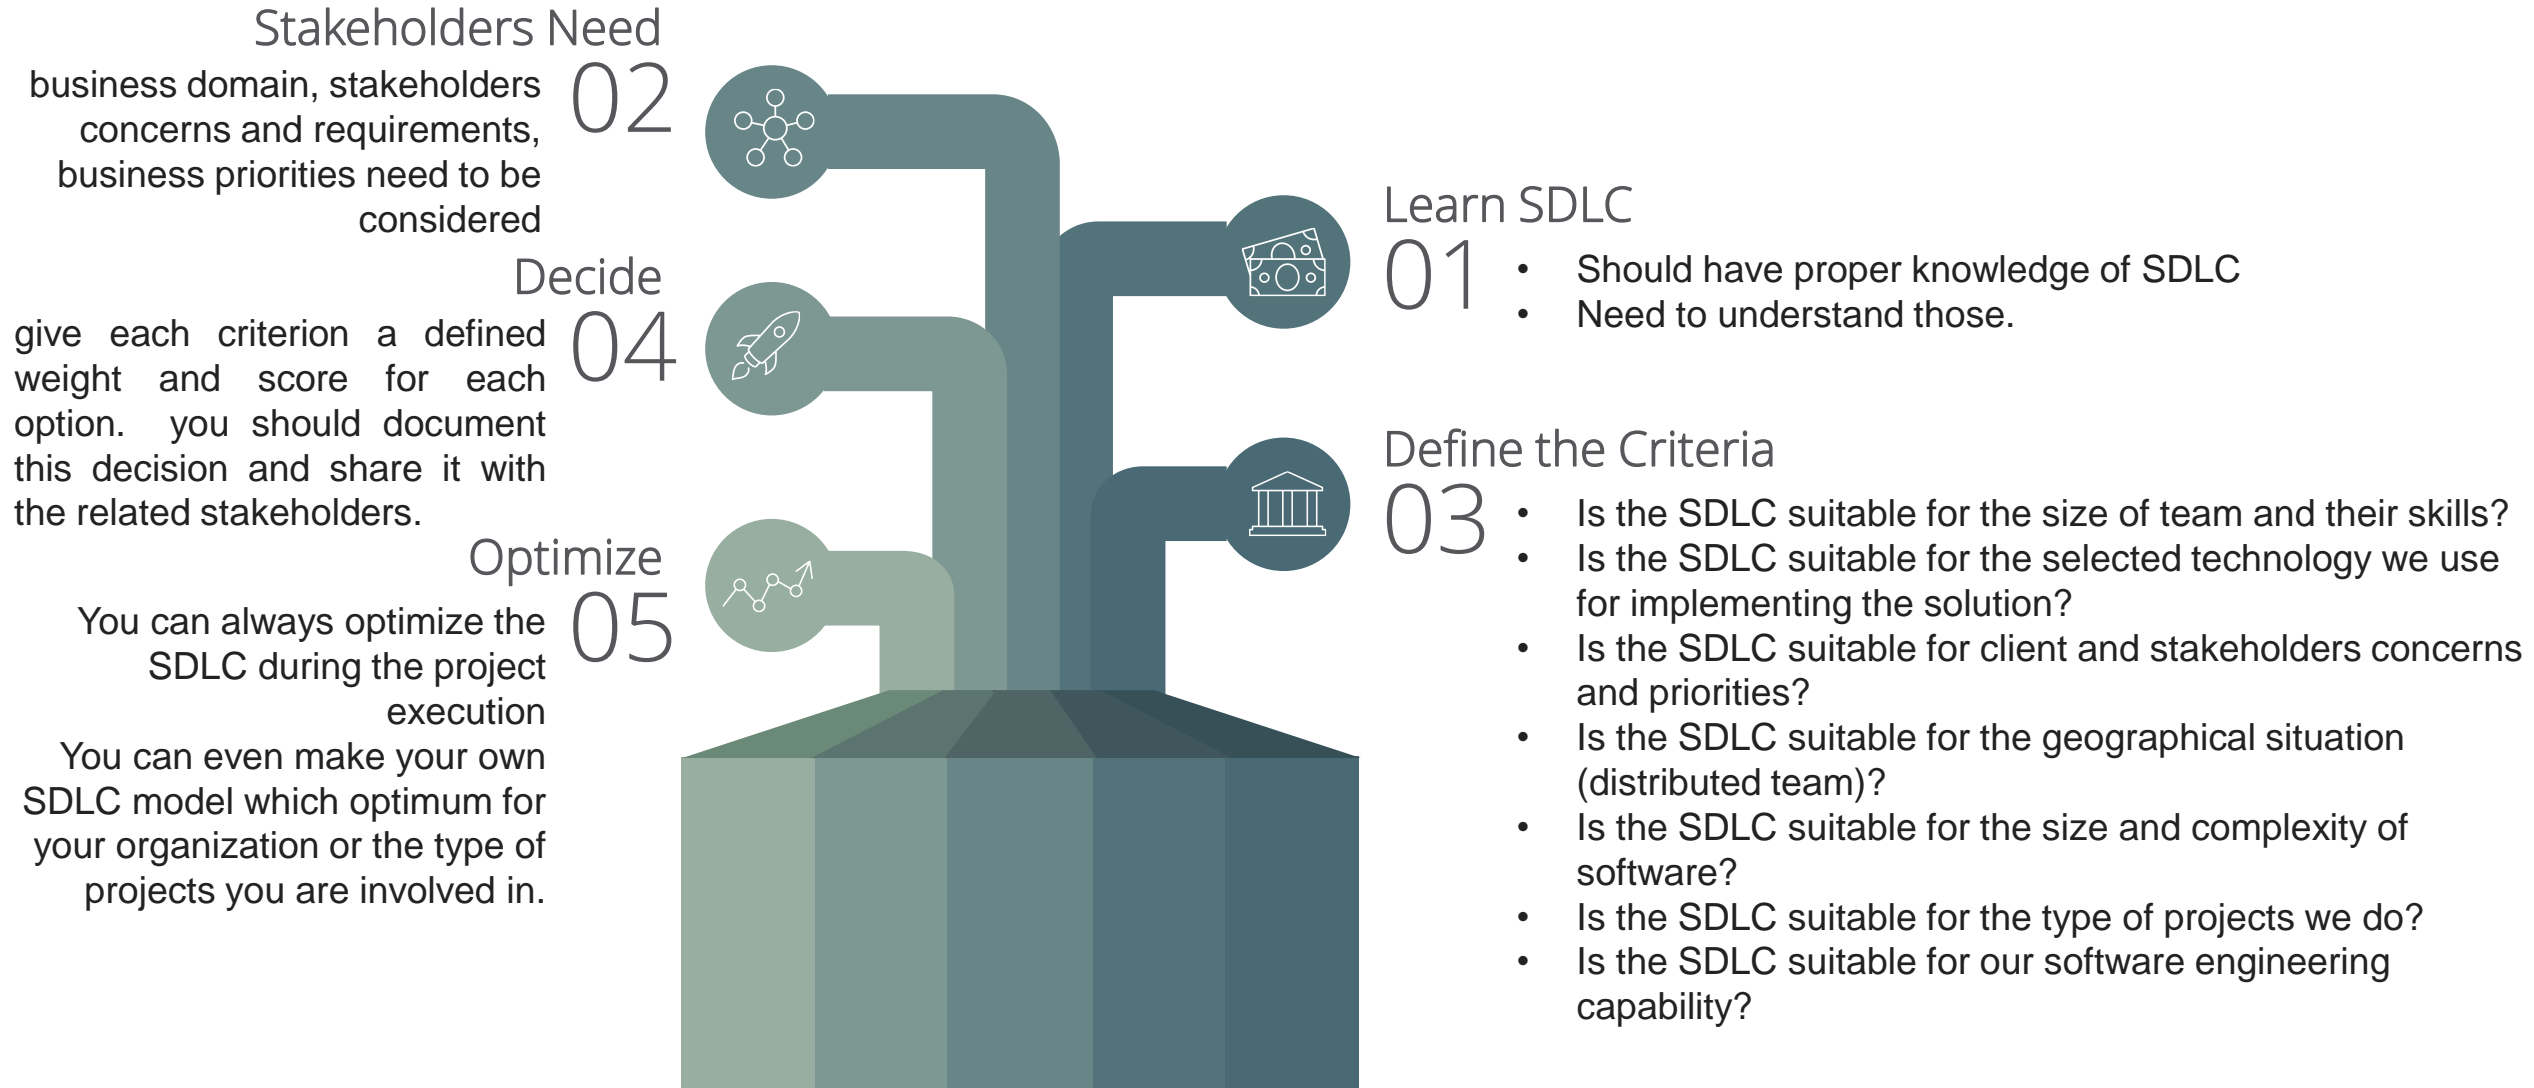 Stakeholders Need
02
business domain, stakeholders
concerns and requirements,
business priorities need to be
considered
Decide
04
give each criterion a defined
weight and score for each
option. you should document
this decision and share it with
the related stakeholders.
Optimize
05
You can always optimize the
SDLC during the project
execution
You can even make your own
SDLC model which optimum for
your organization or the type of
projects you are involved in.
Learn SDLC
01
• Should have proper knowledge of SDLC
• Need to understand those.
Define the Criteria
03
• Is the SDLC suitable for the size of team and their skills?
• Is the SDLC suitable for the selected technology we use
for implementing the solution?
• Is the SDLC suitable for client and stakeholders concerns
and priorities?
• Is the SDLC suitable for the geographical situation
(distributed team)?
• Is the SDLC suitable for the size and complexity of
software?
• Is the SDLC suitable for the type of projects we do?
• Is the SDLC suitable for our software engineering
capability?